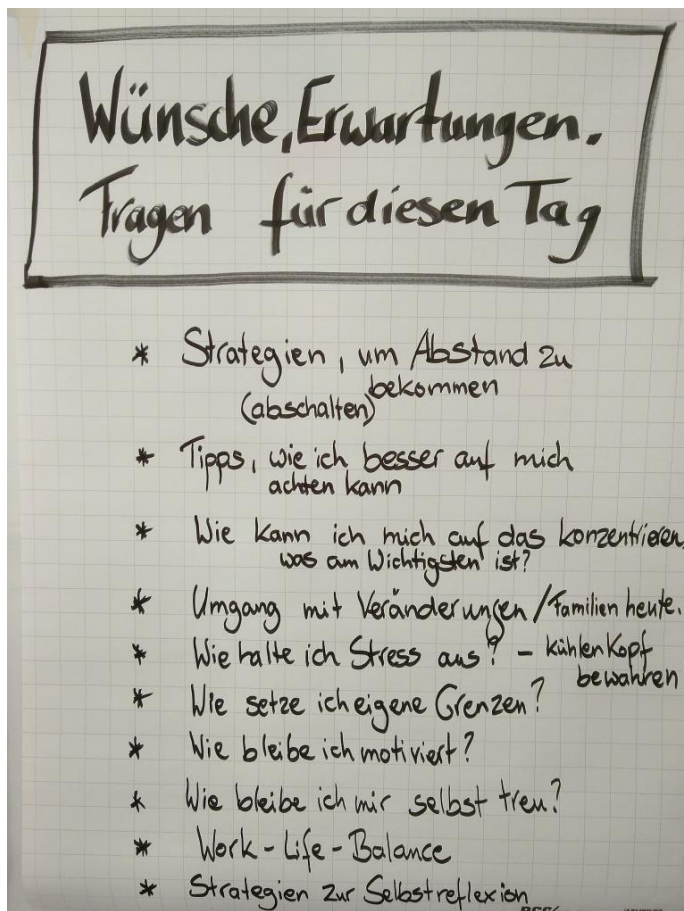 Wünsche, Erwartungen.
Fragen für diesen Tag
* Strategien, um Abstand zu
bekommen
(abschalten)
* Tipps, wie ich besser auf mich
achten kann
* Wie kann ich mich auf das konzentrieren,
was am Wichtigsten ist?
* Umgang mit Veränderungen / Familien heute.
* Wie halte ich Stress aus? – kühlen Kopf
bewahren
* Wie setze ich eigene Grenzen?
* Wie bleibe ich motiviert?
* Wie bleibe ich mir selbst treu?
* Work-Life-Balance
* Strategien zur Selbstreflexion